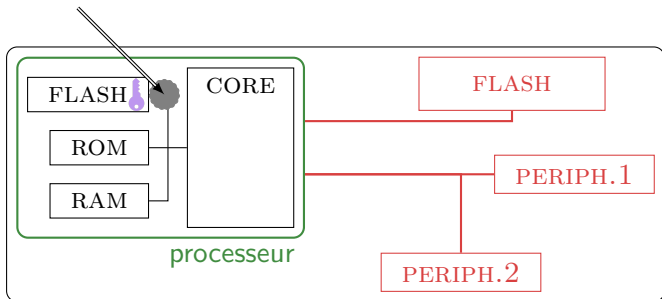 CORE
FLASH
ROM
RAM
processeur
FLASH
PERIPH.1
PERIPH.2